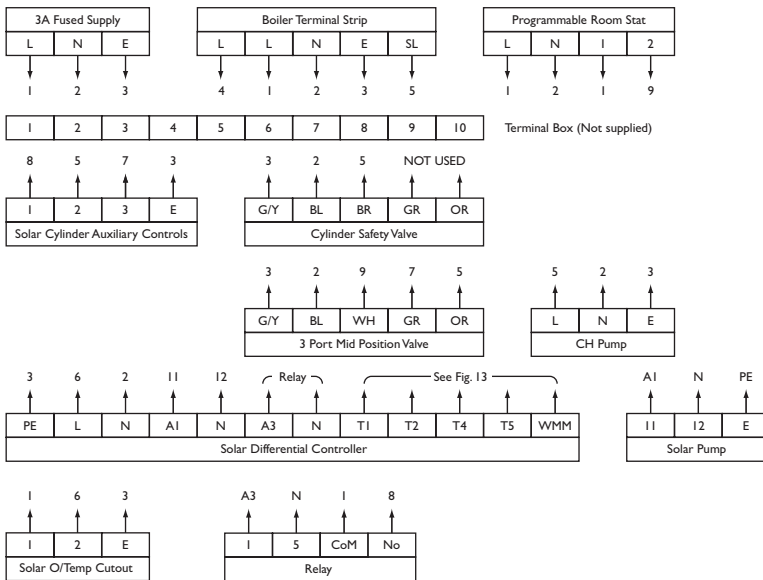 3A Fused Supply Boiler Terminal Strip Programmable Room Stat
L N E L L N E SL L N 1 2
1 2 3 4 1 2 3 5 1 2 1 9
1 2 3 4 5 6 7 8 9 10 Terminal Box (Not supplied)
8 5 7 3 3 2 5 NOT USED
1 2 3 E G/Y BL BR GR OR
Solar Cylinder Auxiliary Controls Cylinder Safety Valve
3 2 9 7 5 5 2 3
G/Y BL WH GR OR L N E
3 Port Mid Position Valve CH Pump
3 6 2 11 12 Relay See Fig. 13 A1 N PE
PE L N A1 N A3 N T1 T2 T4 T5 WMM 11 12 E
Solar Differential Controller Solar Pump
1 6 3 A3 N 1 8
1 2 E 1 5 CoM No
Solar O/Temp Cutout Relay